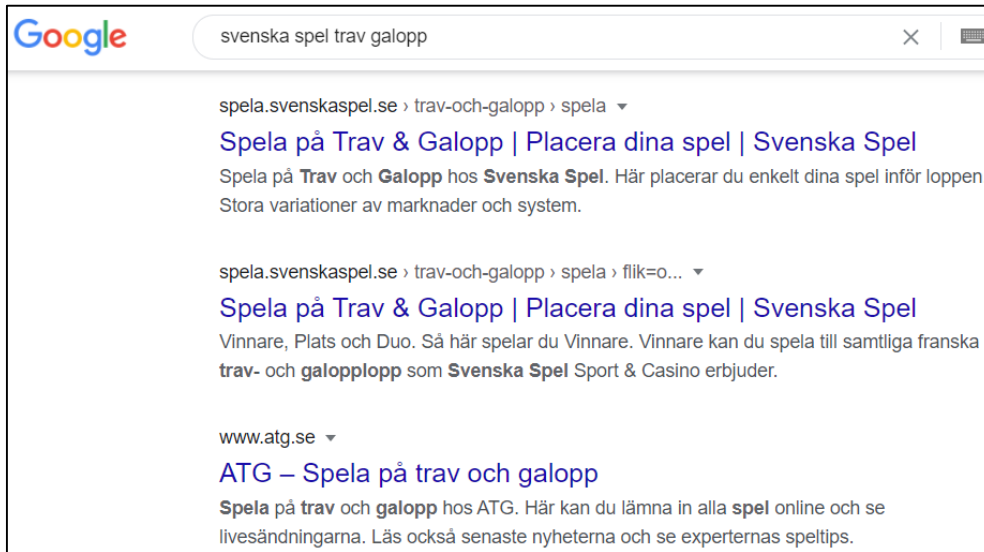 Google
svenska spel trav galopp
spela.svenskaspel.se › trav-och-galopp › spela
Spela på Trav & Galopp | Placera dina spel | Svenska Spel
Spela på Trav och Galopp hos Svenska Spel. Här placerar du enkelt dina spel inför loppen
Stora variationer av marknader och system.
spela.svenskaspel.se › trav-och-galopp › spela › flik=o...
Spela på Trav & Galopp | Placera dina spel | Svenska Spel
Vinnare, Plats och Duo. Så här spelar du Vinnare. Vinnare kan du spela till samtliga franska
trav- och galopplopp som Svenska Spel Sport & Casino erbjuder.
www.atg.se
ATG – Spela på trav och galopp
Spela på trav och galopp hos ATG. Här kan du lämna in alla spel online och se
livesändningarna. Läs också senaste nyheterna och se experternas speltips.